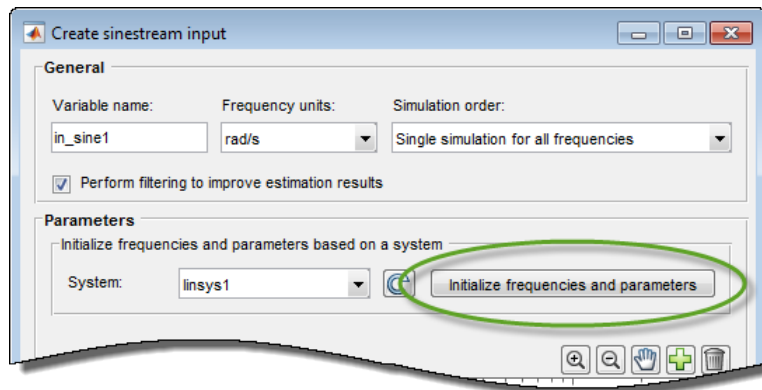 Create sinestream input
General
Variable name: Frequency units: Simulation order:
in_sine1 rad/s Single simulation for all frequencies
Perform filtering to improve estimation results
Parameters
Initialize frequencies and parameters based on a system
System: linsys1 Initialize frequencies and parameters